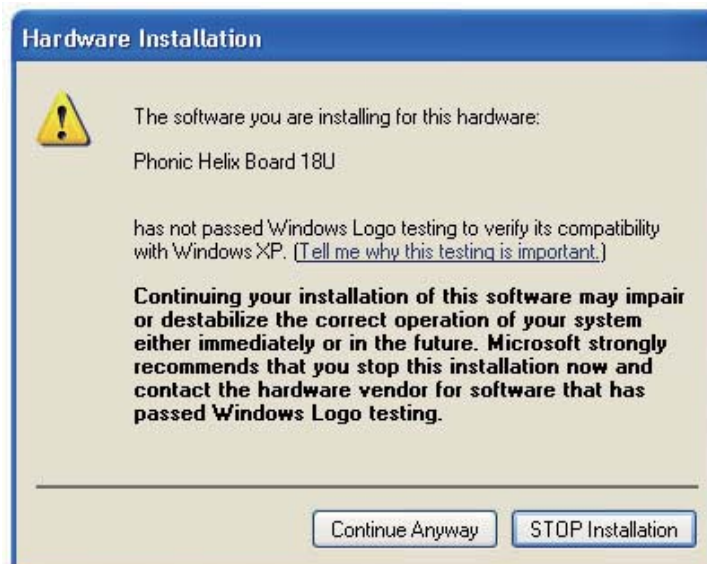 Hardware Installation
The software you are installing for this hardware:
Phonic Helix Board 18U
has not passed Windows Logo testing to verify its compatibility
with Windows XP. (Tell me why this testing is important.)
Continuing your installation of this software may impair
or destabilize the correct operation of your system
either immediately or in the future. Microsoft strongly
recommends that you stop this installation now and
contact the hardware vendor for software that has
passed Windows Logo testing.
Continue Anyway
STOP Installation